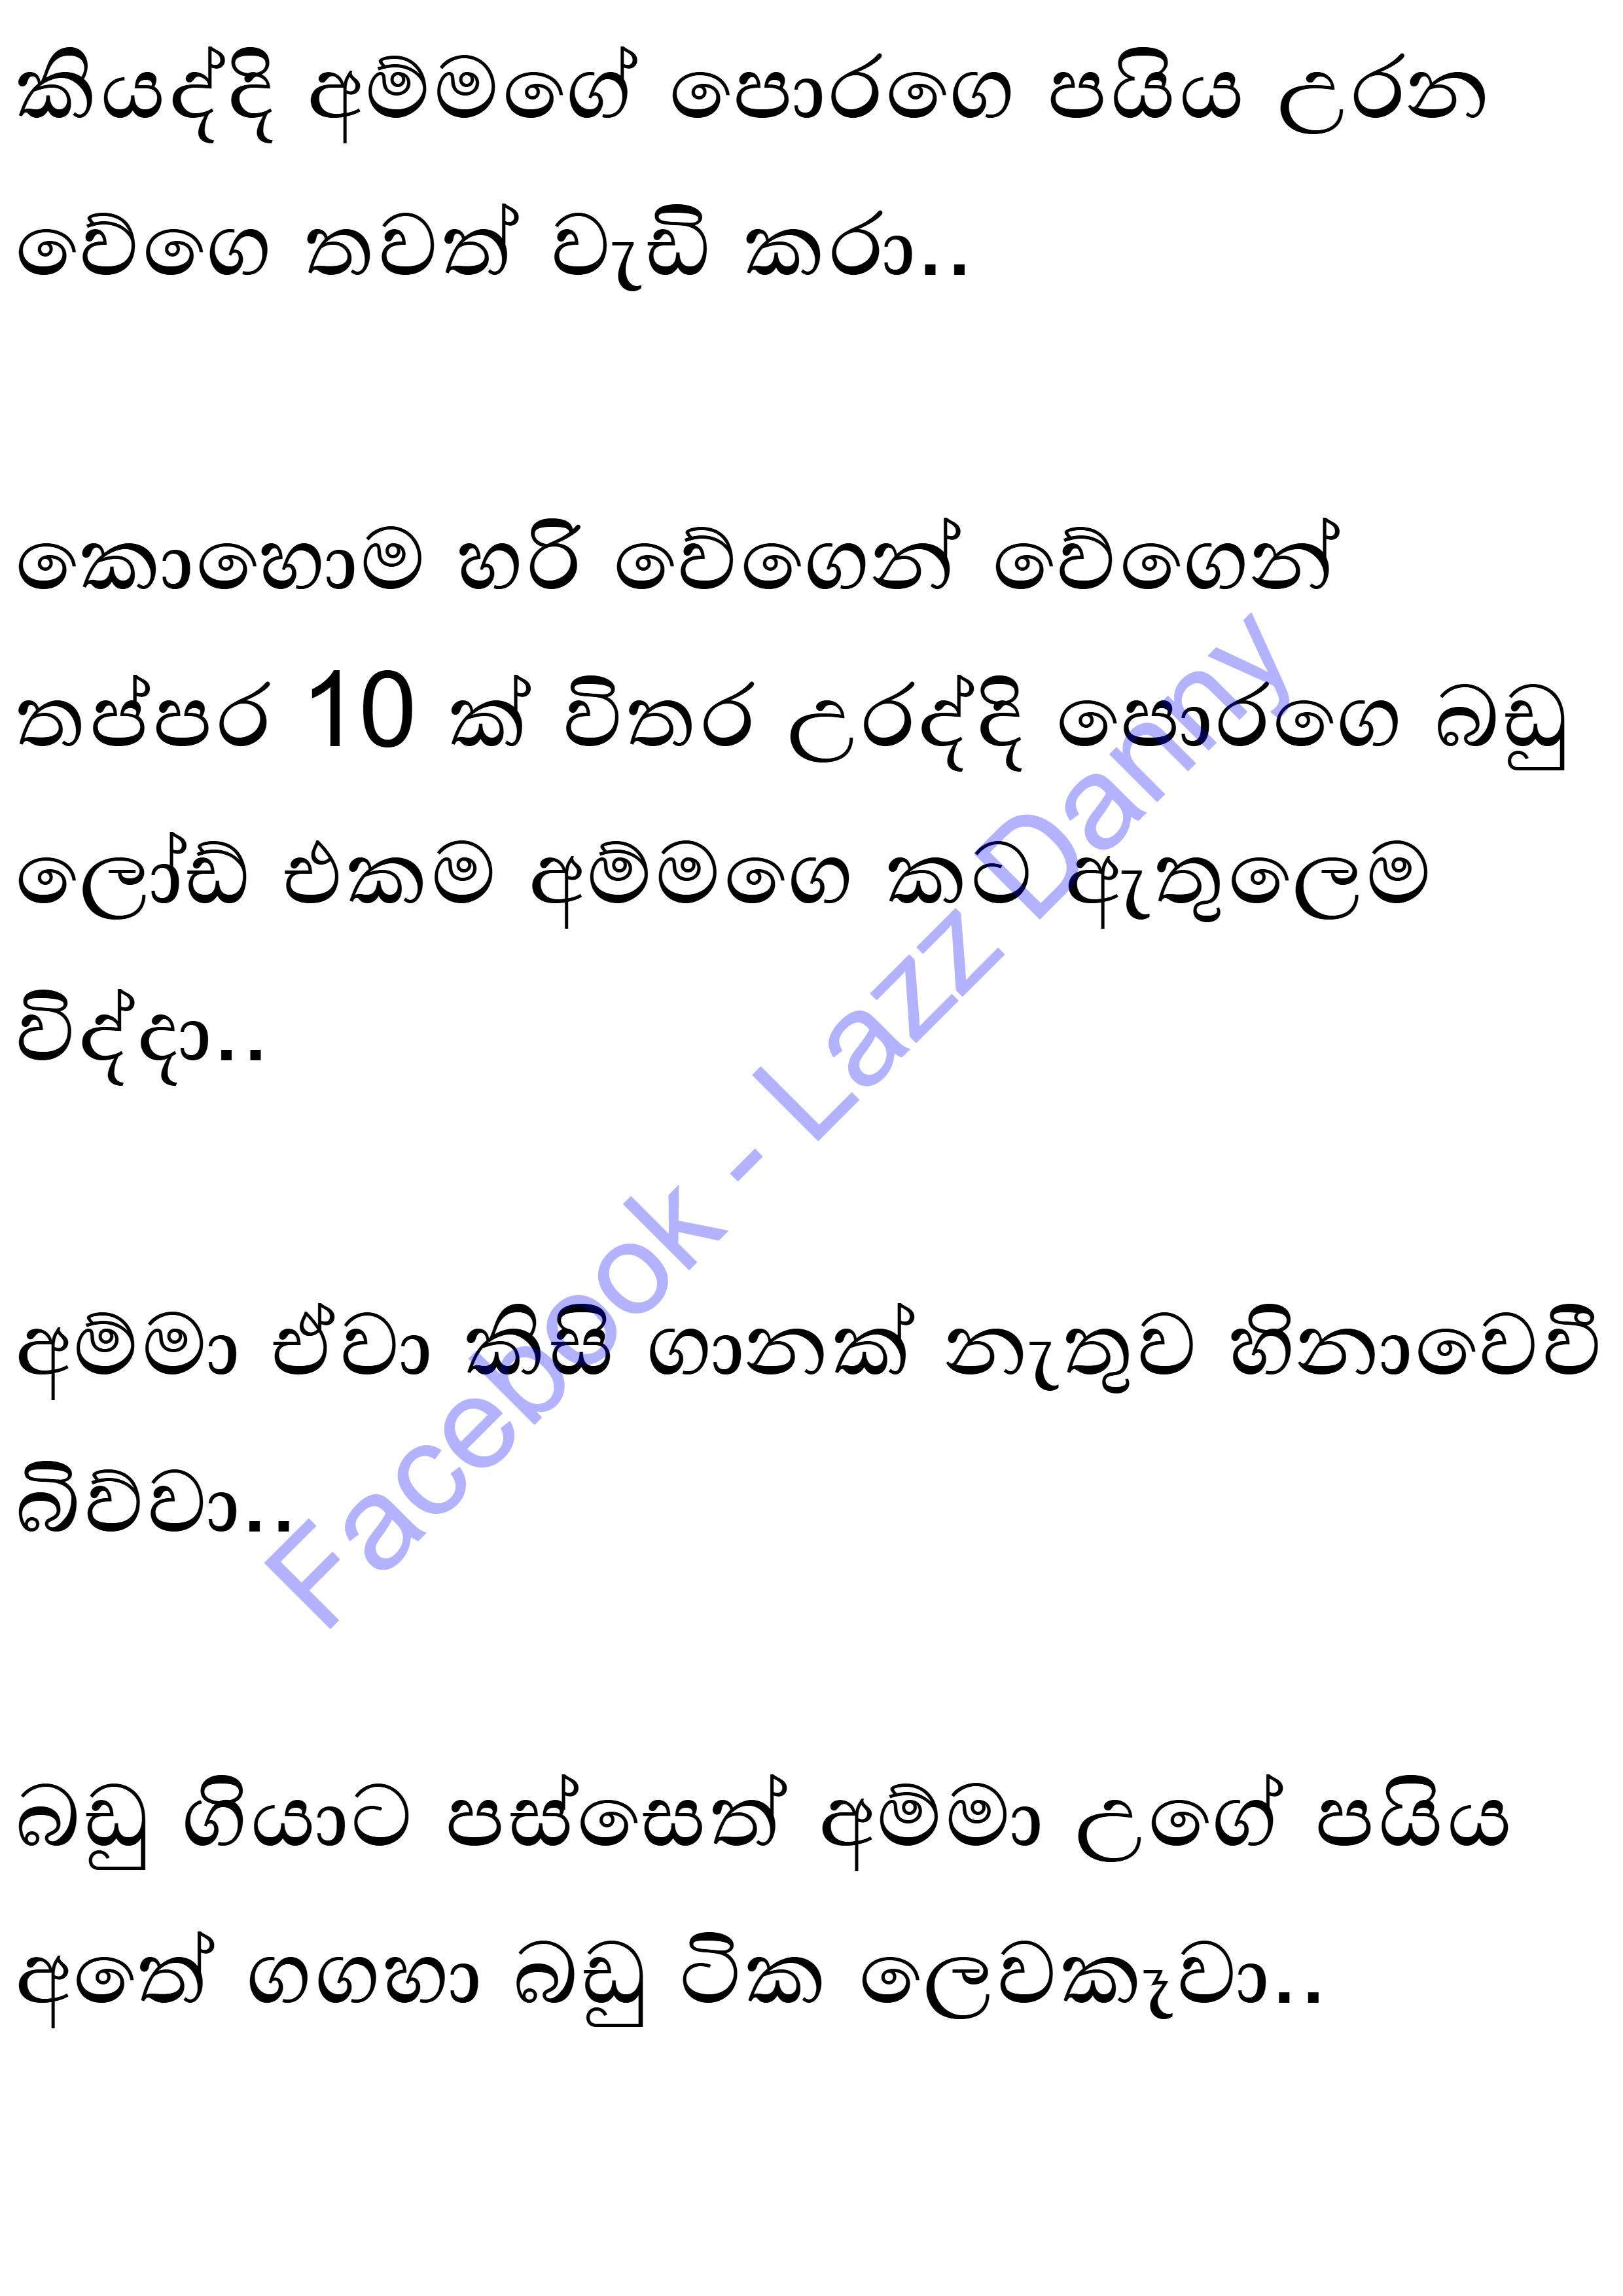 කියද්දි අම්මගේ පොරගෙ පයිය උරන
වේගෙ තවත් වැඩි කරා..
කොහොම හරි වේගෙන් වේගෙන්
තප්පර 10 ක් විතර උරද්දි පොරගෙ බඩු
ලෝඩ් එකම අම්මගෙ කට ඇතුලෙම
විද්දා..
අම්මා ඒවා කිසි ගානක් නැතුව හිනාවෙවී
බිව්වා..
බඩු ගියාට පස්සෙත් අම්මා උගේ පයිය
අතේ ගගහා බඩු ටික ලෙවකෑවා..
Facebook - Lazz Danny